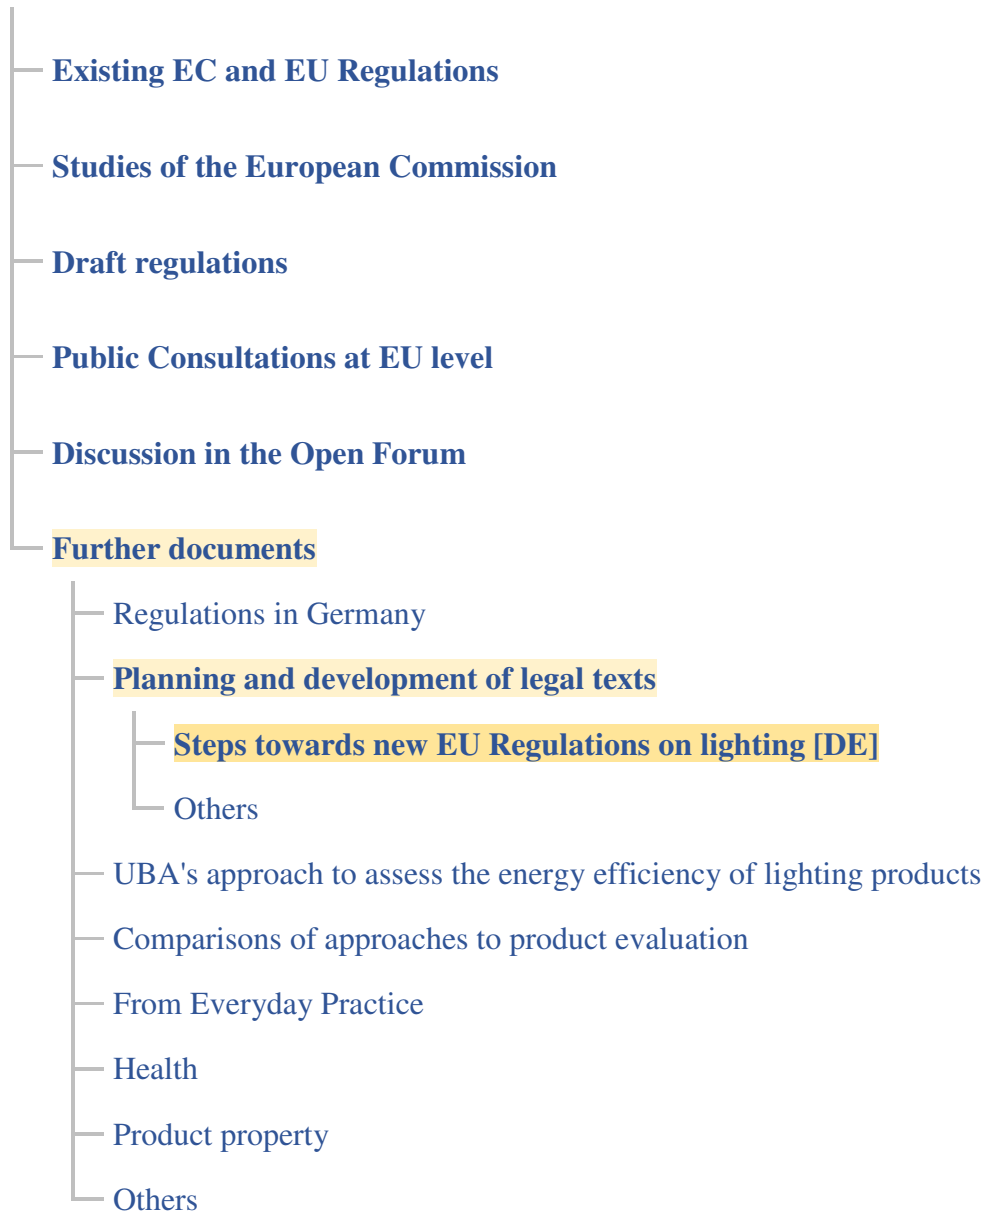 Existing EC and EU Regulations
Studies of the European Commission
Draft regulations
Public Consultations at EU level
Discussion in the Open Forum
Further documents
Regulations in Germany
Planning and development of legal texts
Steps towards new EU Regulations on lighting [DE]
Others
UBA's approach to assess the energy efficiency of lighting products
Comparisons of approaches to product evaluation
From Everyday Practice
Health
Product property
Others